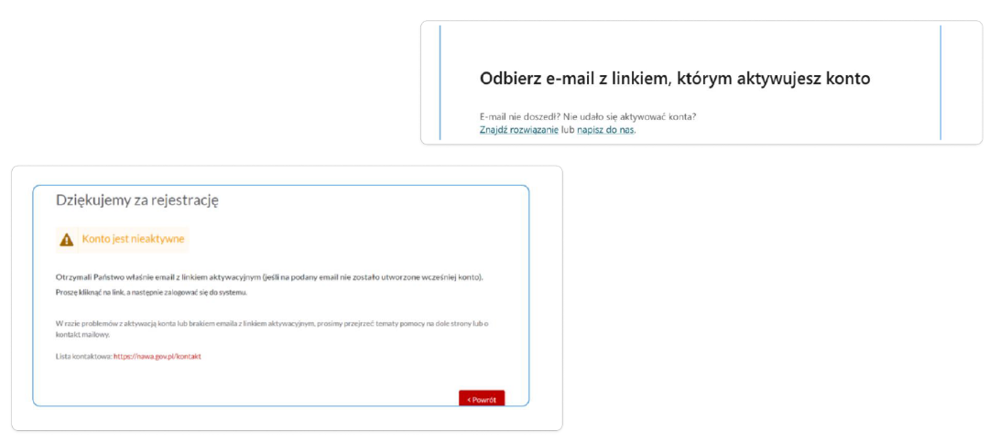 Odbierz e-mail z linkiem, którym aktywujesz konto
E-mail nie doszedł? Nie udało się aktywować konta?
Znajdź rozwiązanie lub napisz do nas.
Dziękujemy za rejestrację
Konto jest nieaktywne
Otrzymali Państwo właśnie email z linkiem aktywacyjnym (jeśli na podany email nie zostało utworzone wcześniej konto).
Proszę kliknąć na link, a następnie zalogować się do systemu.
W razie problemów z aktywacją konta lub brakiem emaila z linkiem aktywacyjnym, prosimy przejrzeć tematy pomocy na dole strony lub o
kontakt mailowy.
Lista kontaktowa: https://nawa.gov.pl/kontakt
< Powrót